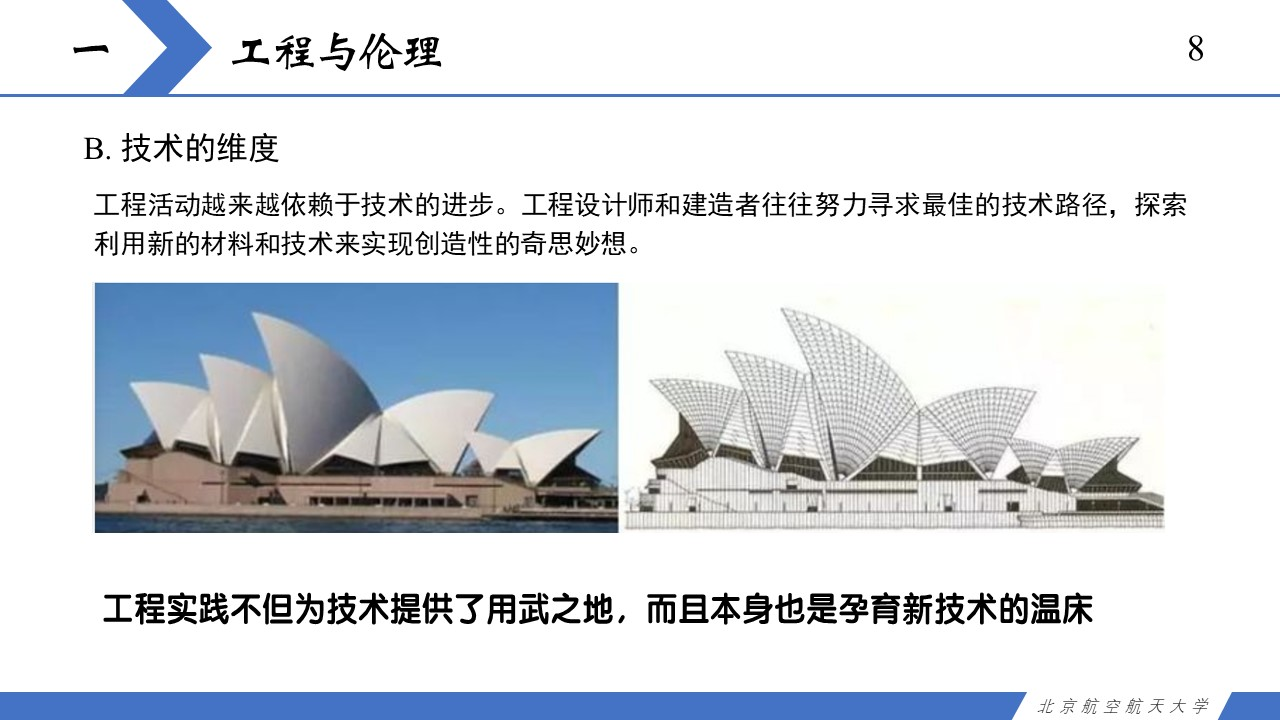 一
工程与伦理
8
B. 技术的维度
工程活动越来越依赖于技术的进步。工程设计师和建造者往往努力寻求最佳的技术路径，探索
利用新的材料和技术来实现创造性的奇思妙想。
工程实践不但为技术提供了用武之地，而且本身也是孕育新技术的温床
北京航空航天大学